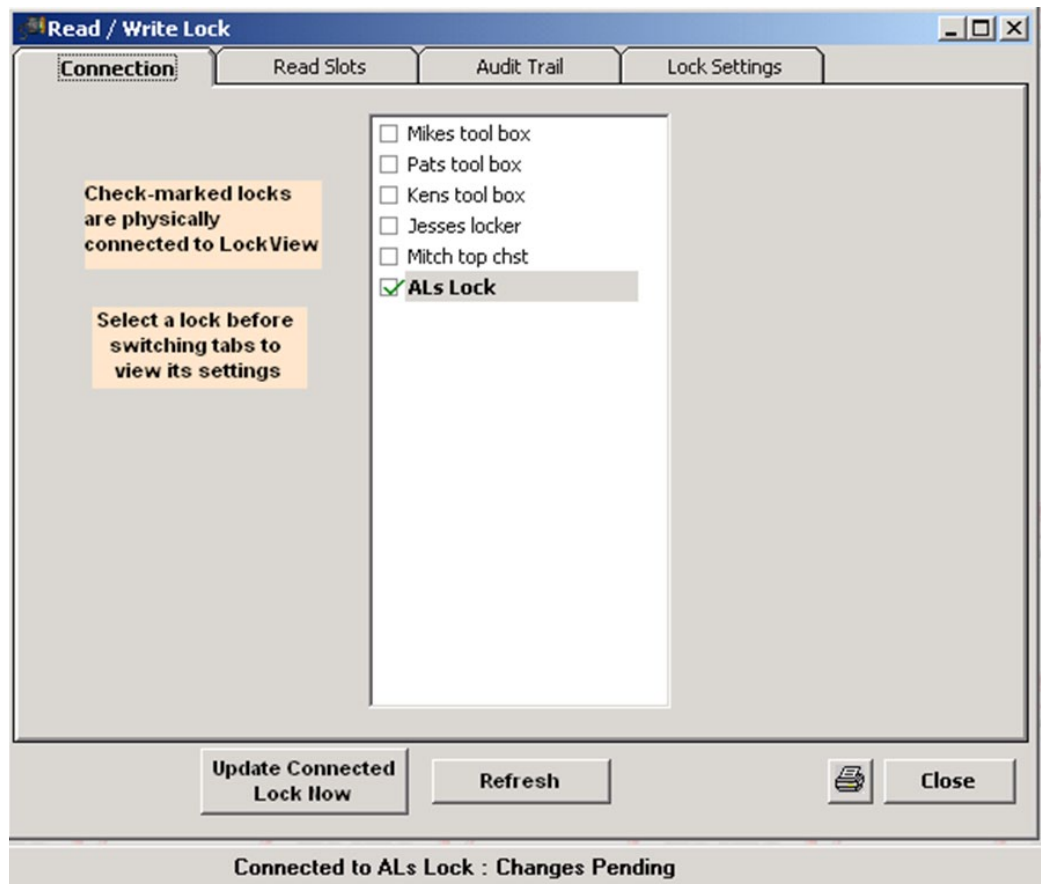 Read / Write Lock
Connection
Read Slots
Audit Trail
Lock Settings
Mikes tool box
Pats tool box
Kens tool box
Jesses locker
Mitch top chst
ALs Lock
Check-marked locks
are physically
connected to LockView
Select a lock before
switching tabs to
view its settings
Update Connected
Lock Now
Refresh
Close
Connected to ALs Lock : Changes Pending